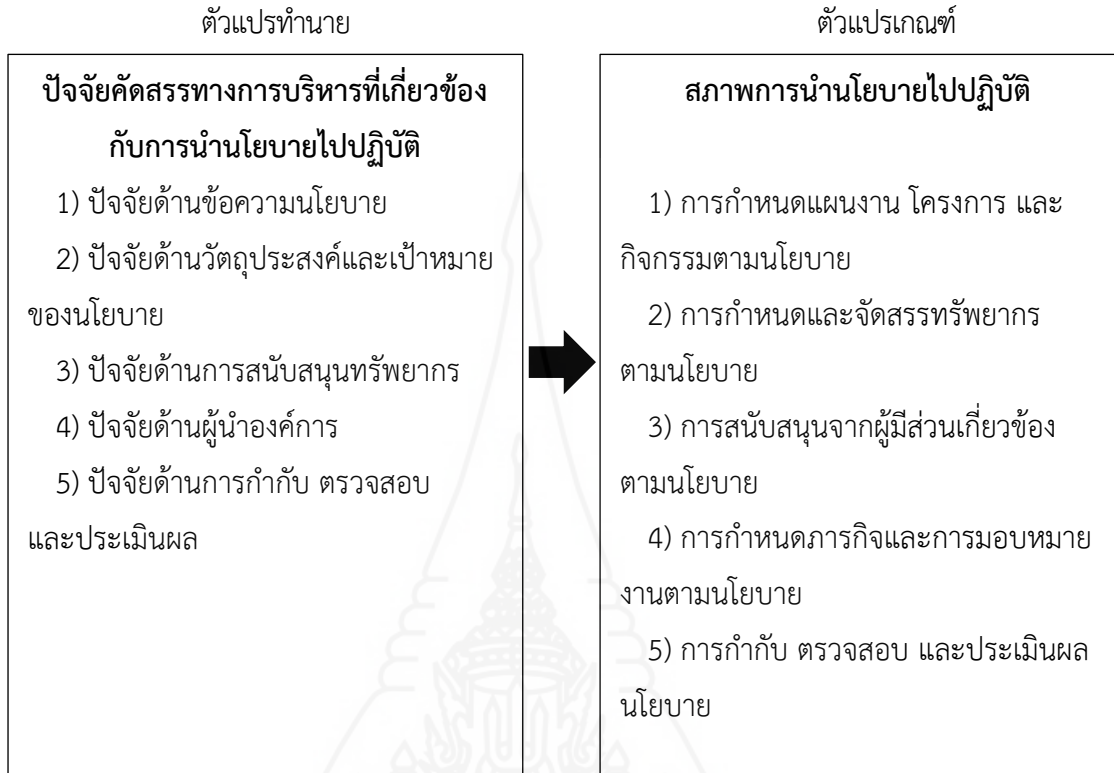 ตัวแปรทำนาย
ปัจจัยคัดสรรทางการบริหารที่เกี่ยวข้อง
กับการนำนโยบายไปปฏิบัติ
1) ปัจจัยด้านข้อความนโยบาย
2) ปัจจัยด้านวัตถุประสงค์และเป้าหมาย
ของนโยบาย
3) ปัจจัยด้านการสนับสนุนทรัพยากร
4) ปัจจัยด้านผู้นำองค์การ
5) ปัจจัยด้านการกำกับ ตรวจสอบ
และประเมินผล
ตัวแปรเกณฑ์
สภาพการนำนโยบายไปปฏิบัติ
1) การกำหนดแผนงาน โครงการ และ
กิจกรรมตามนโยบาย
2) การกำหนดและจัดสรรทรัพยากร
ตามนโยบาย
3) การสนับสนุนจากผู้มีส่วนเกี่ยวข้อง
ตามนโยบาย
4) การกำหนดภารกิจและการมอบหมาย
งานตามนโยบาย
5) การกำกับ ตรวจสอบ และประเมินผล
นโยบาย